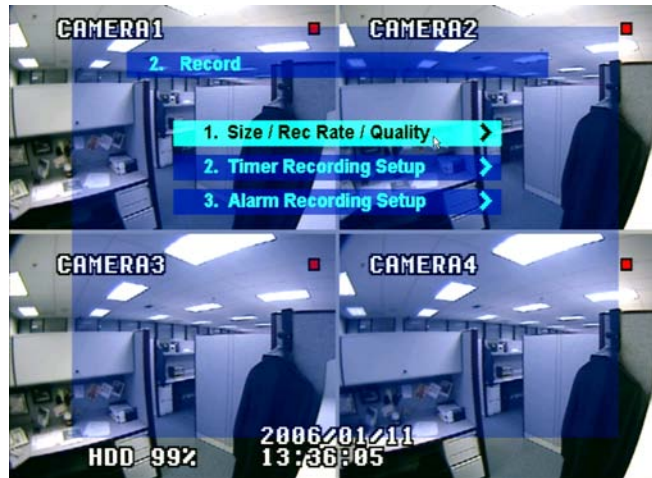 CAMERA1
CAMERA2
2. Record
1. Size / Rec Rate / Quality
2. Timer Recording Setup
3. Alarm Recording Setup
CAMERA3
CAMERA4
2006/01/11
HDD 99% 13:36:05